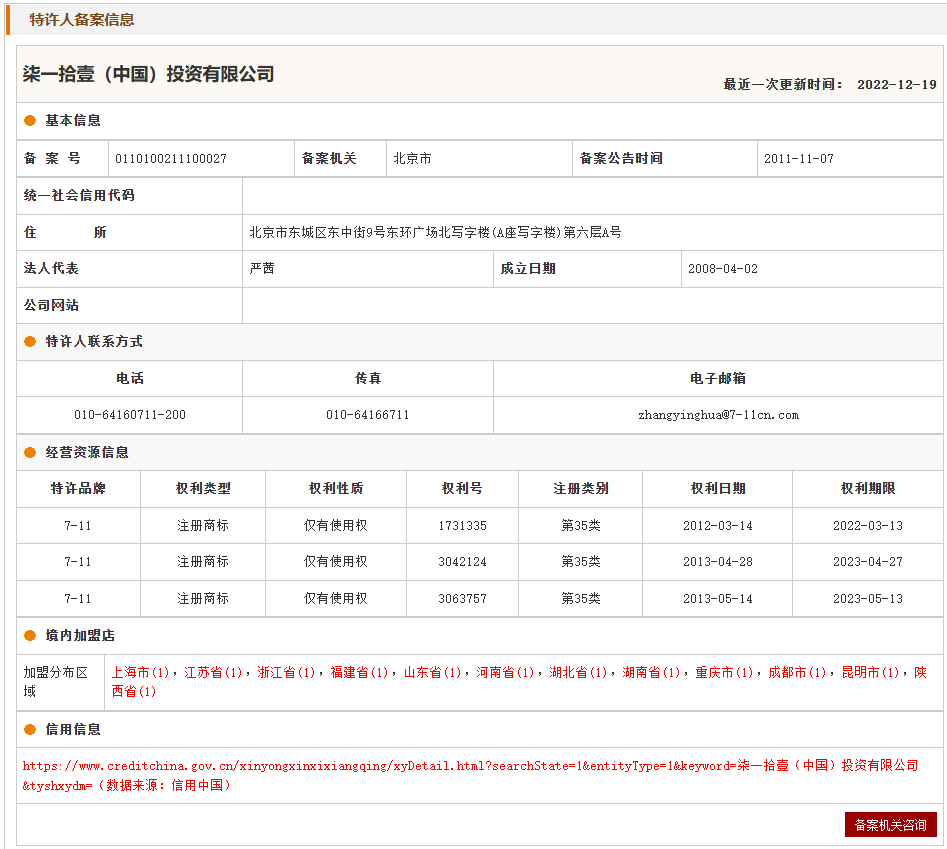 特许人备案信息
柒一拾壹（中国）投资有限公司
最近一次更新时间： 2022-12-19
基本信息
备 案 号 0110100211100027 备案机关 北京市 备案公告时间 2011-11-07
统一社会信用代码
住 所 北京市东城区东中街9号东环广场北写字楼(A座写字楼)第六层A号
法人代表 严茜 成立日期 2008-04-02
公司网站
特许人联系方式
电话 传真 电子邮箱
010-64160711-200 010-64166711 zhangyinghua@7-11cn.com
经营资源信息
特许品牌 权利类型 权利性质 权利号 注册类别 权利日期 权利期限
7-11 注册商标 仅有使用权 1731335 第35类 2012-03-14 2022-03-13
7-11 注册商标 仅有使用权 3042124 第35类 2013-04-28 2023-04-27
7-11 注册商标 仅有使用权 3063757 第35类 2013-05-14 2023-05-13
境内加盟店
加盟分布区
域
上海市(1)，江苏省(1)，浙江省(1)，福建省(1)，山东省(1)，河南省(1)，湖北省(1)，湖南省(1)，重庆市(1)，成都市(1)，昆明市(1)，陕
西省(1)
信用信息
https://www.creditchina.gov.cn/xinyongxinxixiangqing/xyDetail.html?searchState=1&entityType=1&keyword=柒一拾壹（中国）投资有限公司
&tyshxydm=（数据来源：信用中国）
备案机关咨询